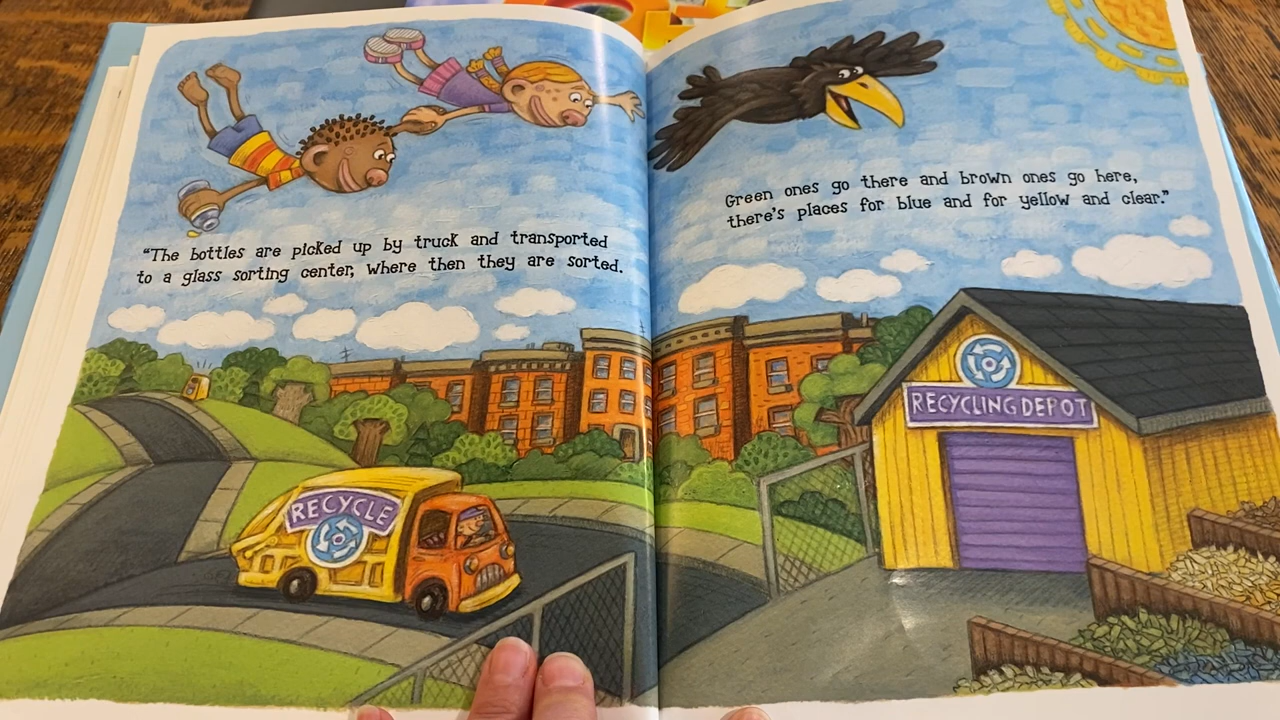 "The bottles are picked up by truck and transported
to a glass sorting center, where then they are sorted.
Green ones go there and brown ones go here,
there's places for blue and for yellow and clear."
RECYCLE
RECYCLING DEPOT